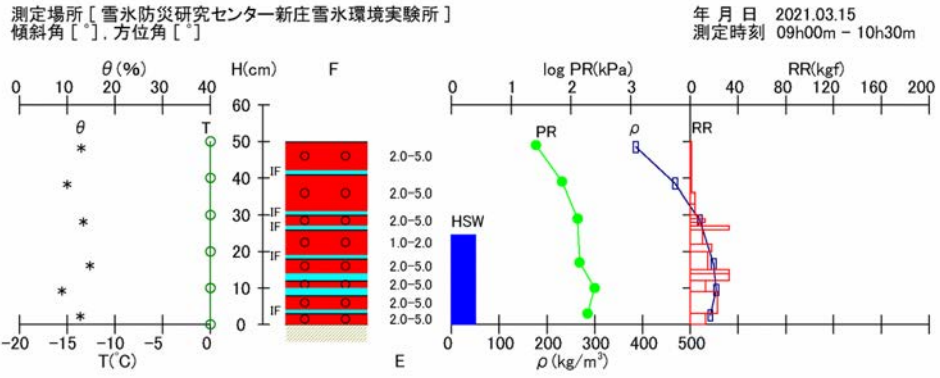 測定場所 [ 雪氷防災研究センター新庄雪氷環境実験所 ]
傾斜角 [ °], 方位角 [ °]
年 月 日 2021.03.15
測定時刻 09h00m - 10h30m
θ(%) H(cm) F log PR(kPa) RR(kgf)
0 10 20 30 40 0 1 2 3 0 40 80 120 160 200
60
θ T PR ρ RR
50
2.0-5.0
IF
40
2.0-5.0
IF
30
2.0-5.0
IF HSW
1.0-2.0
20
IF
2.0-5.0
2.0-5.0
10
2.0-5.0
IF
2.0-5.0
0
-20 -15 -10 -5 0 0 100 200 300 400 500
T(°C) E ρ(kg/m³)